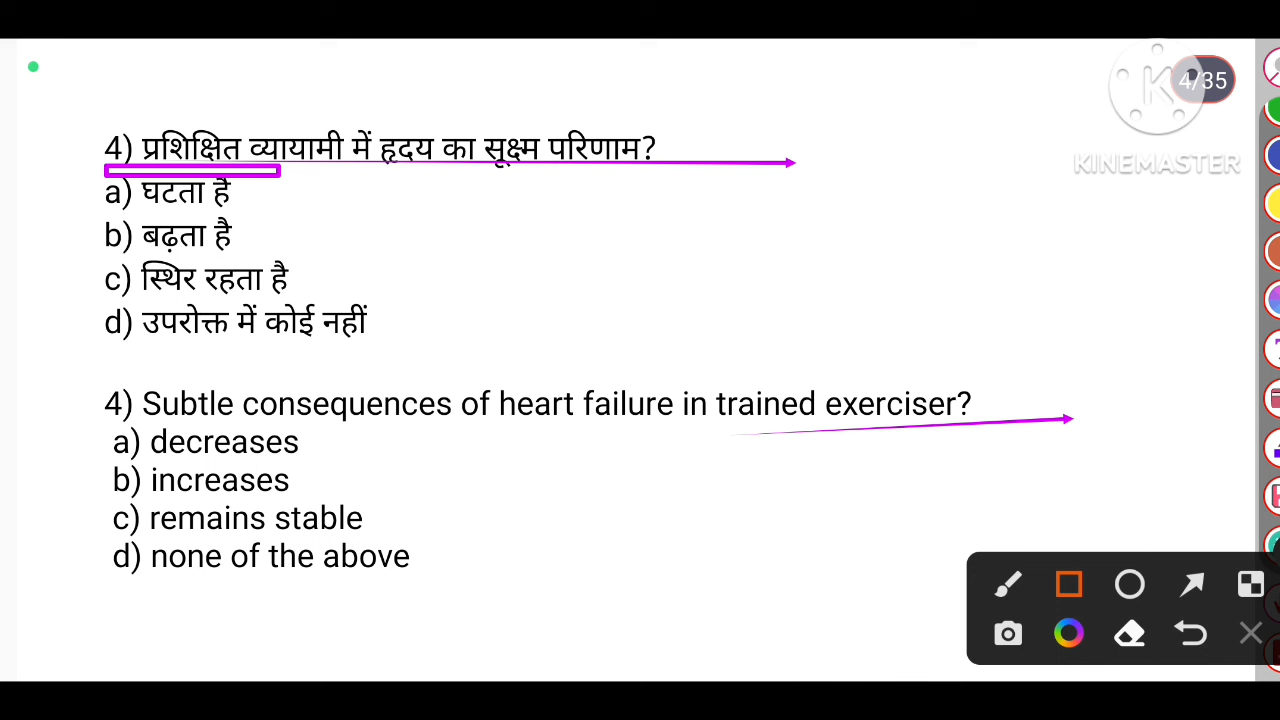 4/35
KINEMASTER
4) प्रशिक्षित व्यायामी में हृदय का सूक्ष्म परिणाम?
a) घटता है
b) बढ़ता है
c) स्थिर रहता है
d) उपरोक्त में कोई नहीं
4) Subtle consequences of heart failure in trained exerciser?
a) decreases
b) increases
c) remains stable
d) none of the above